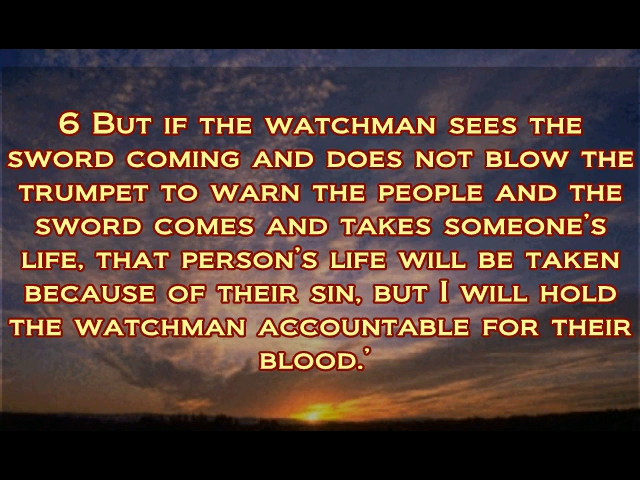 6 But if the watchman sees the
sword coming and does not blow the
trumpet to warn the people and the
sword comes and takes someone’s
life, that person’s life will be taken
because of their sin, but I will hold
the watchman accountable for their
blood.’